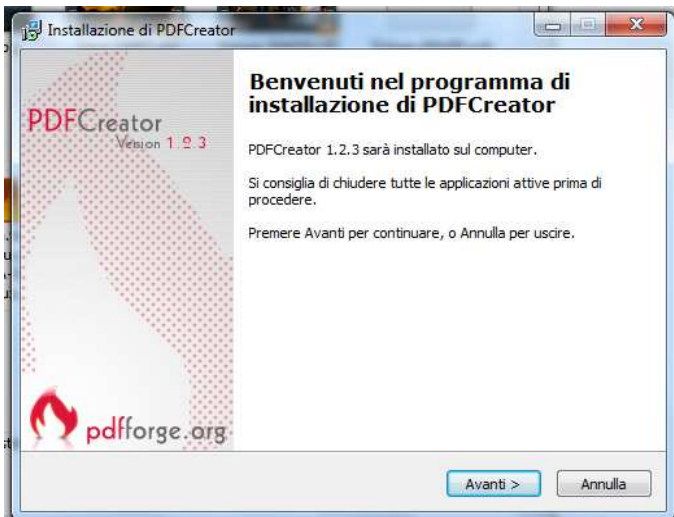 Installazione di PDFCreator
PDFCreator
Version 1.2.3
Benvenuti nel programma di
installazione di PDFCreator
PDFCreator 1.2.3 sarà installato sul computer.
Si consiglia di chiudere tutte le applicazioni attive prima di
procedere.
Premere Avanti per continuare, o Annulla per uscire.
pdfforge.org
Avanti >
Annulla